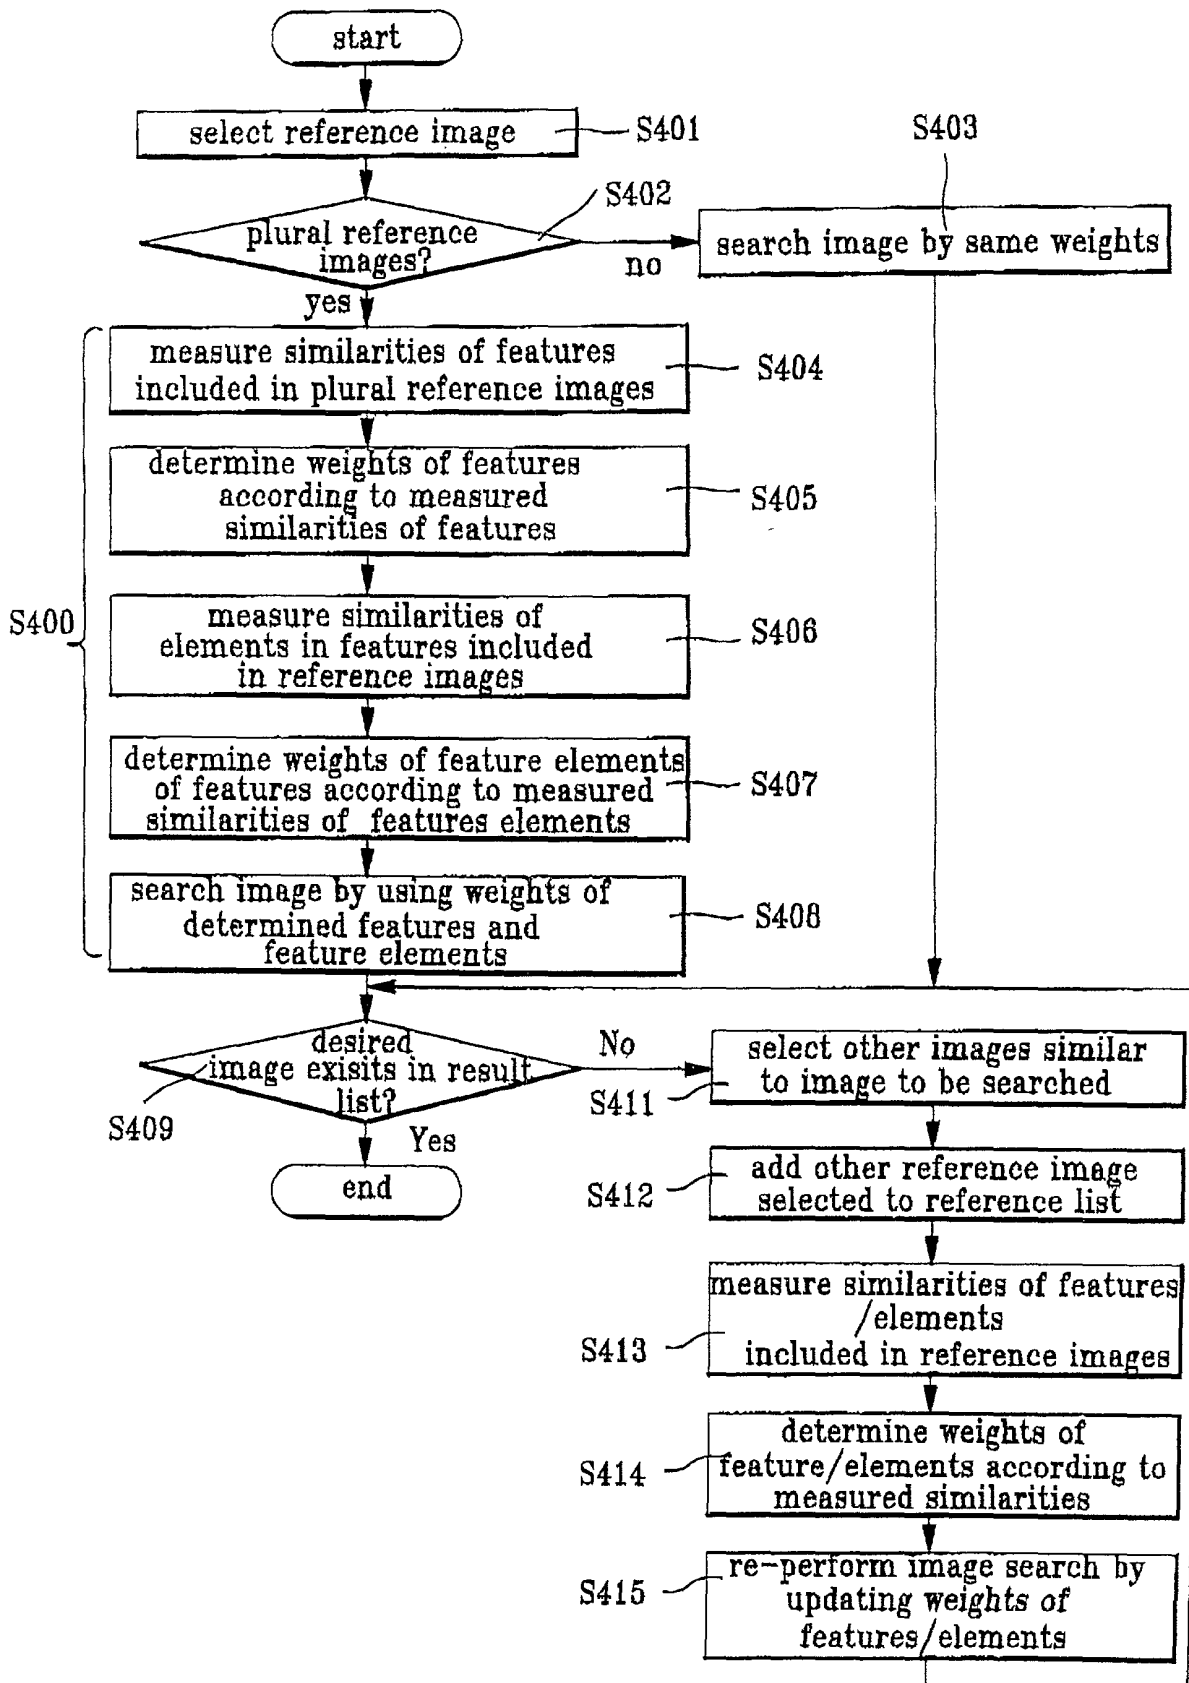 start
select reference image
S401
S403
S402
plural reference
images?
search image by same weights
no
yes
measure similarities of features
included in plural reference images
S404
determine weights of features
according to measured
similarities of features
S405
S400
measure similarities of
elements in features included
in reference images
S406
determine weights of feature elements
of features according to measured
similarities of features elements
S407
search image by using weights of
determined features and
feature elements
S408
desired
image exisits in result
list?
No
S409
Yes
end
select other images similar
to image to be searched
S411
add other reference image
selected to reference list
S412
measure similarities of features
/elements
included in reference images
S413
determine weights of
feature/elements according to
measured similarities
S414
re-perform image search by
updating weights of
features/elements
S415